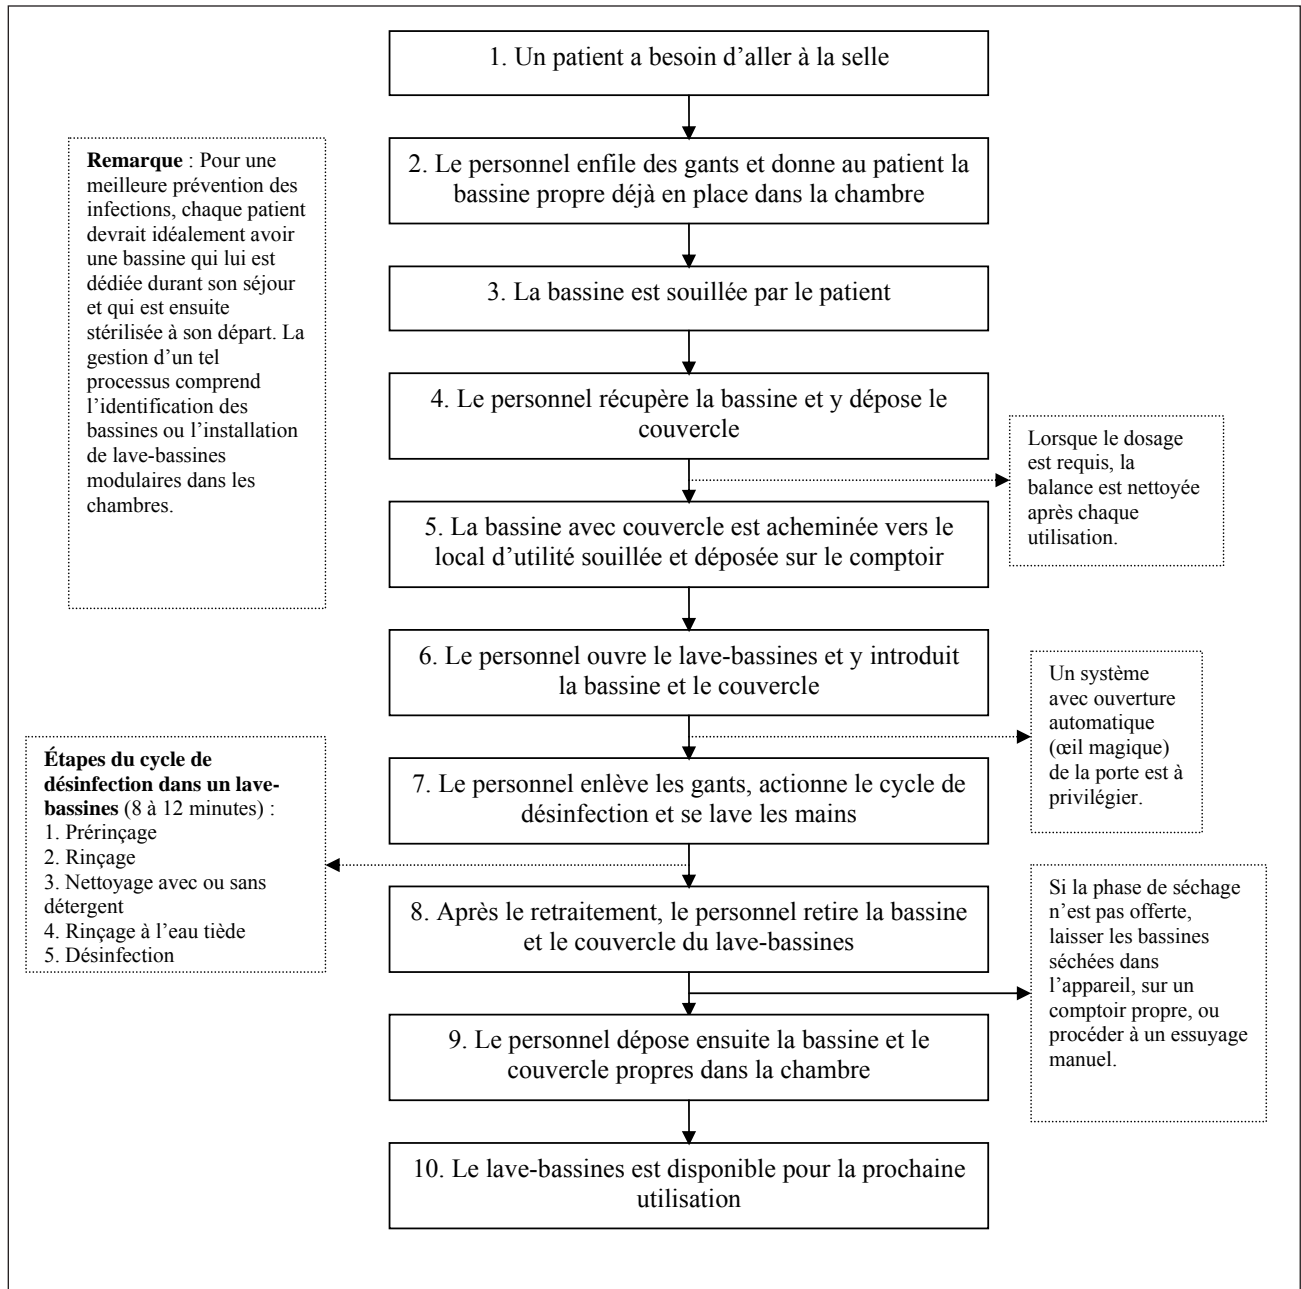 1. Un patient a besoin d’aller à la selle
Remarque : Pour une
meilleure prévention des
infections, chaque patient
devrait idéalement avoir
une bassine qui lui est
dédiée durant son séjour
et qui est ensuite
stérilisée à son départ. La
gestion d’un tel
processus comprend
l’identification des
bassines ou l’installation
de lave-bassines
modulaires dans les
chambres.
2. Le personnel enfile des gants et donne au patient la
bassine propre déjà en place dans la chambre
3. La bassine est souillée par le patient
4. Le personnel récupère la bassine et y dépose le
couvercle
Lorsque le dosage
est requis, la
balance est nettoyée
après chaque
utilisation.
5. La bassine avec couvercle est acheminée vers le
local d’utilité souillée et déposée sur le comptoir
6. Le personnel ouvre le lave-bassines et y introduit
la bassine et le couvercle
Un système
avec ouverture
automatique
(œil magique)
de la porte est à
privilégier.
7. Le personnel enlève les gants, actionne le cycle de
désinfection et se lave les mains
Étapes du cycle de
désinfection dans un lave-
bassines (8 à 12 minutes) :
1. Prérinçage
2. Rinçage
3. Nettoyage avec ou sans
détergent
4. Rinçage à l’eau tiède
5. Désinfection
8. Après le retraitement, le personnel retire la bassine
et le couvercle du lave-bassines
Si la phase de séchage
n’est pas offerte,
laisser les bassines
séchées dans
l’appareil, sur un
comptoir propre, ou
procéder à un essuyage
manuel.
9. Le personnel dépose ensuite la bassine et le
couvercle propres dans la chambre
10. Le lave-bassines est disponible pour la prochaine
utilisation